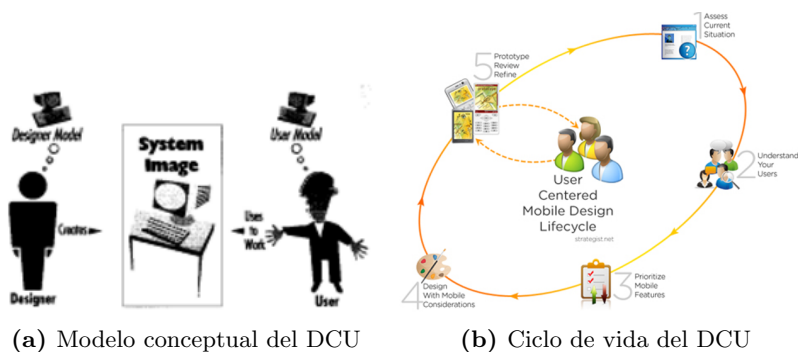 Designer Model
User Model
System
Image
Creates
Uses
to
Work
Designer
User
1
Assess
Current
Situation
2
Understand
Your
Users
3
Prioritize
Mobile
Features
4
Design
With Mobile
Considerations
5
Prototype
Review
Refine
User
Centered
Mobile Design
Lifecycle
strategist.net
(a) Modelo conceptual del DCU
(b) Ciclo de vida del DCU